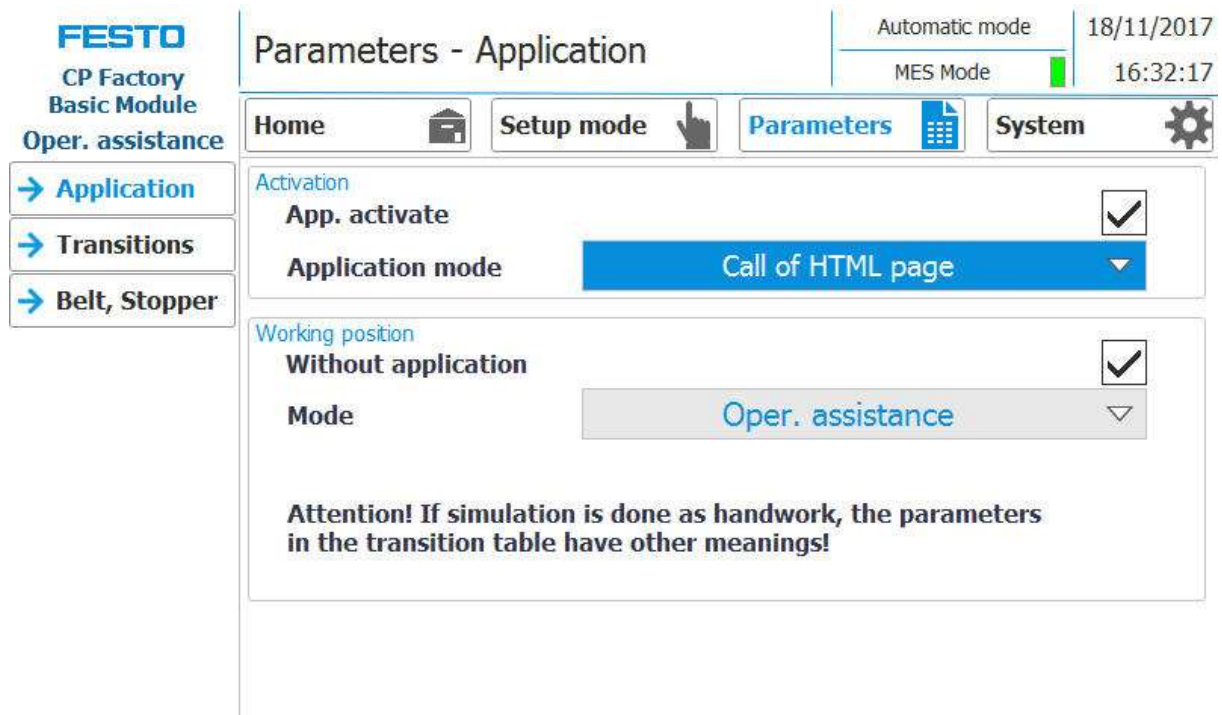 FESTO
CP Factory
Basic Module
Oper. assistance
Parameters - Application
Automatic mode
MES Mode
18/11/2017
16:32:17
Home
Setup mode
Parameters
System
Application
Transitions
Belt, Stopper
Activation
App. activate
Application mode
Call of HTML page
Working position
Without application
Mode
Oper. assistance
Attention! If simulation is done as handwork, the parameters
in the transition table have other meanings!